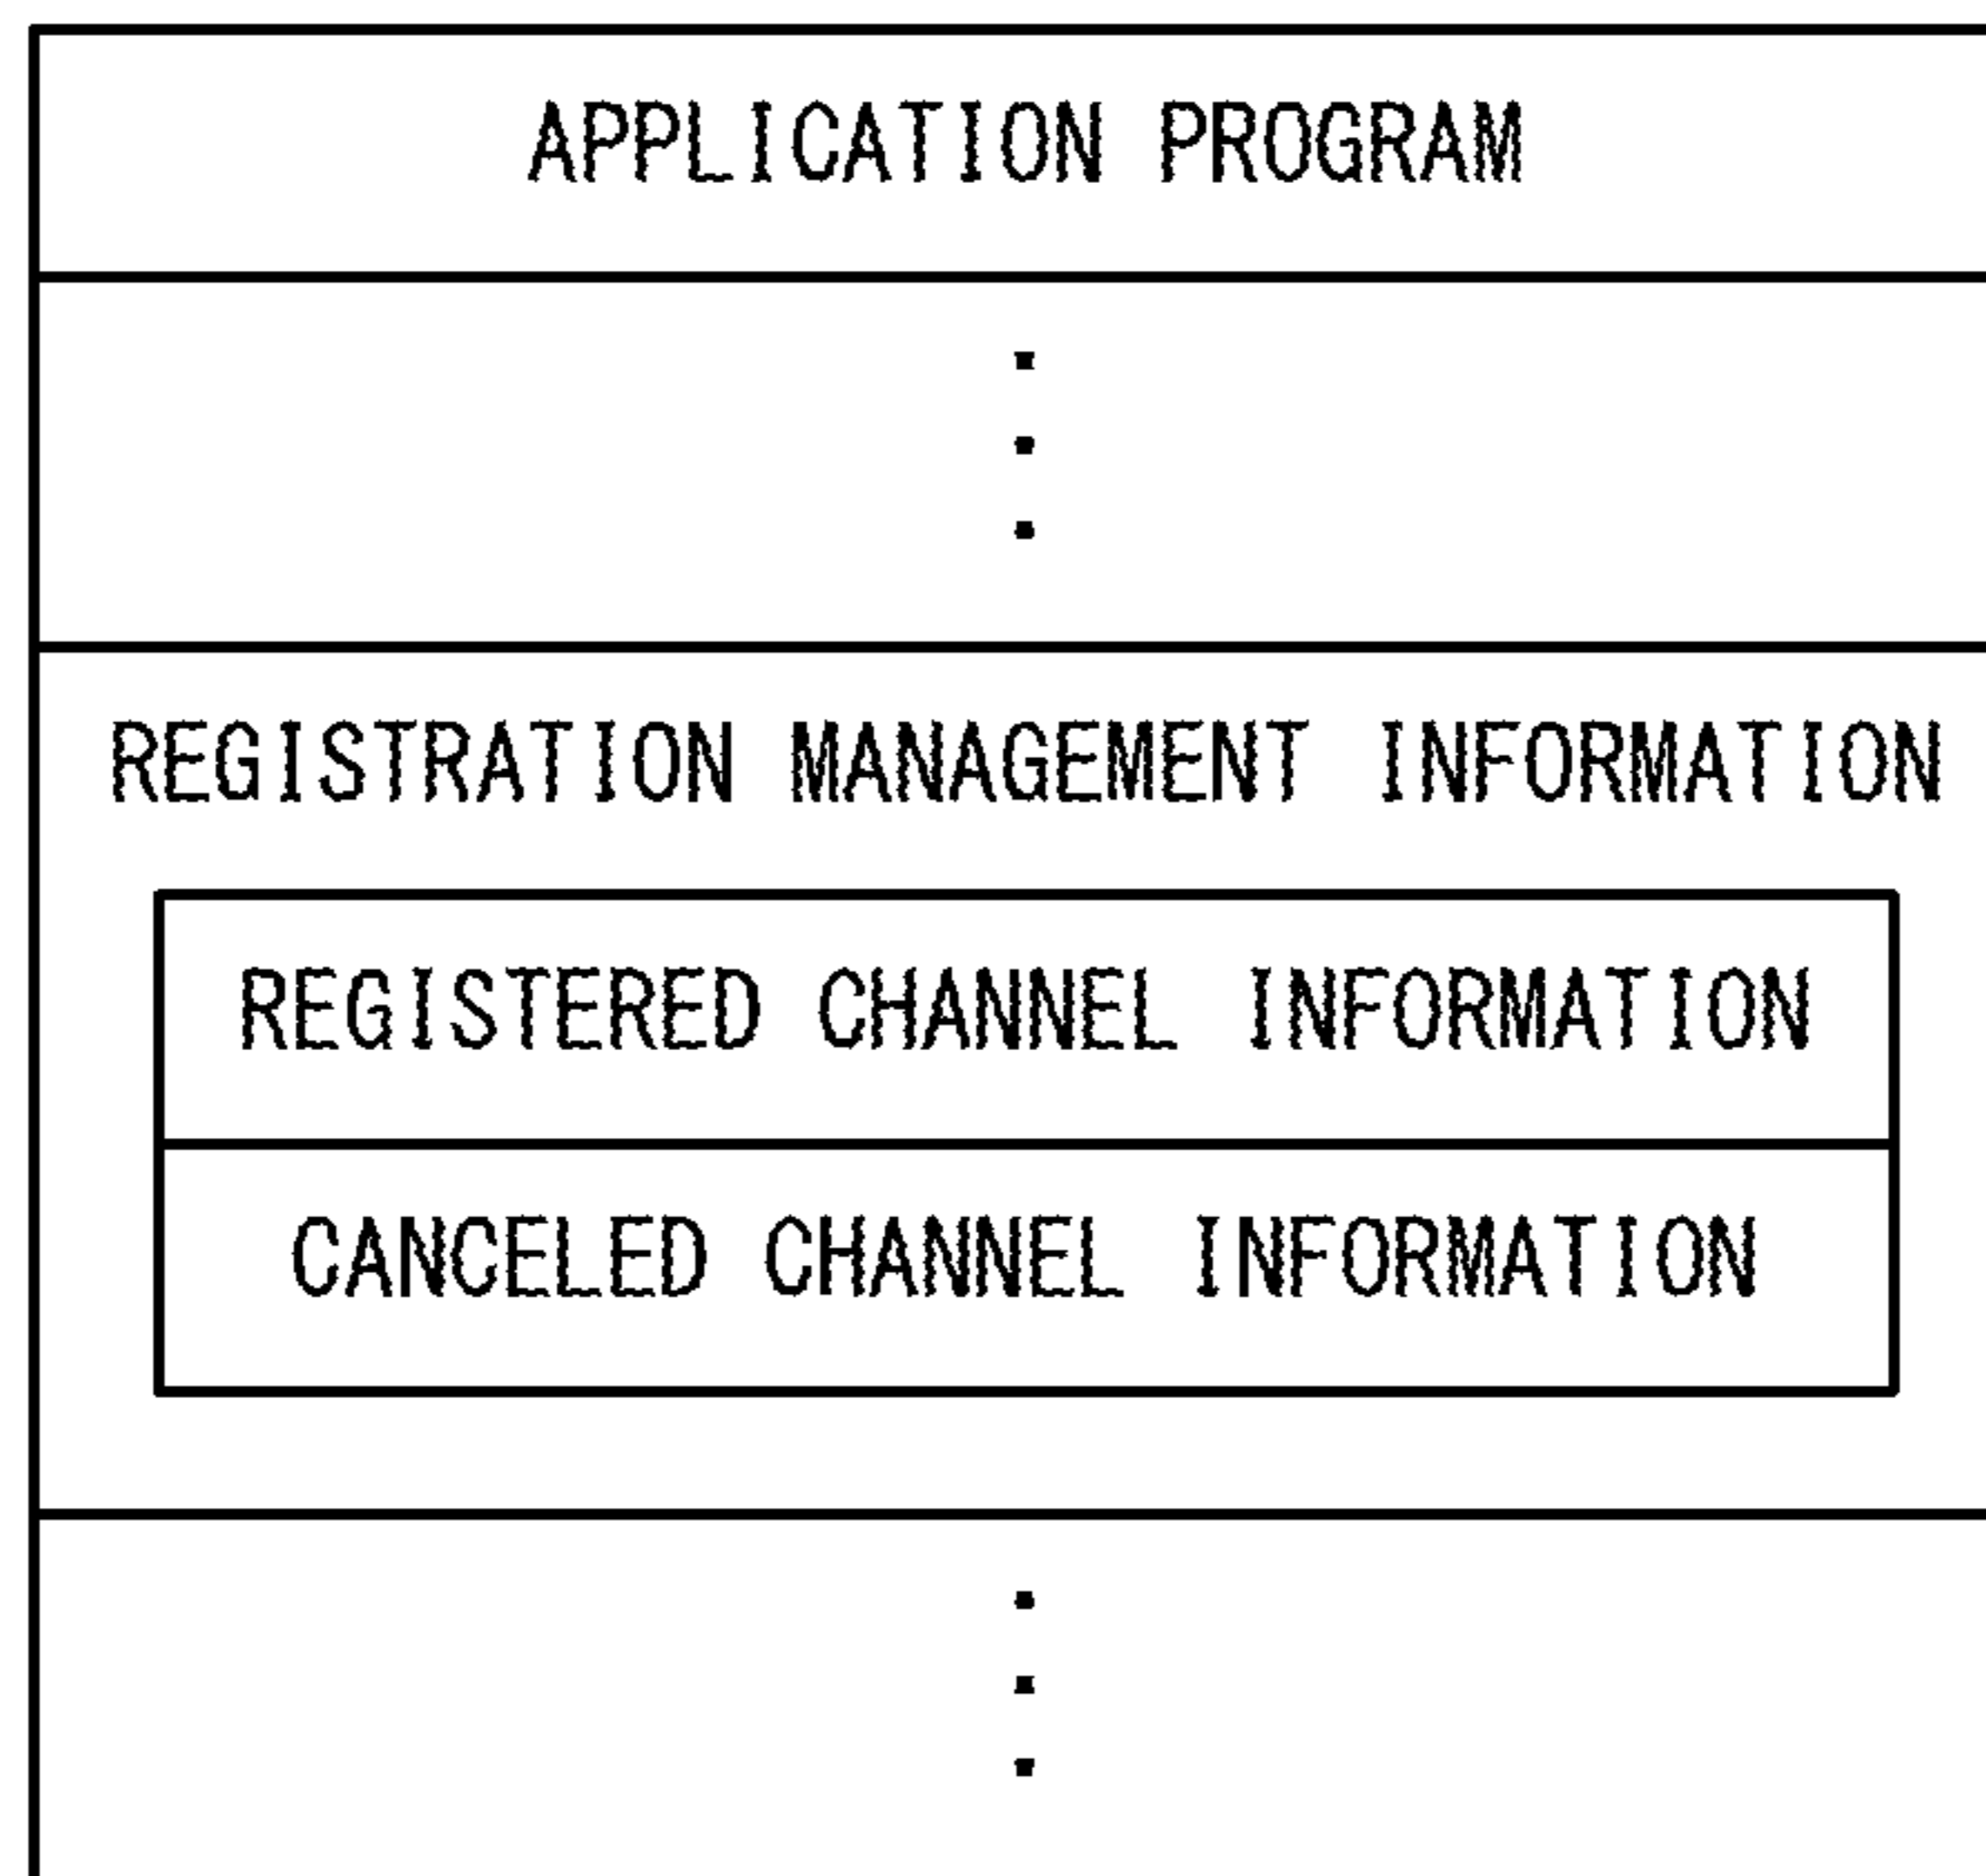 APPLICATION PROGRAM
REGISTRATION MANAGEMENT INFORMATION
REGISTERED CHANNEL INFORMATION
CANCELED CHANNEL INFORMATION